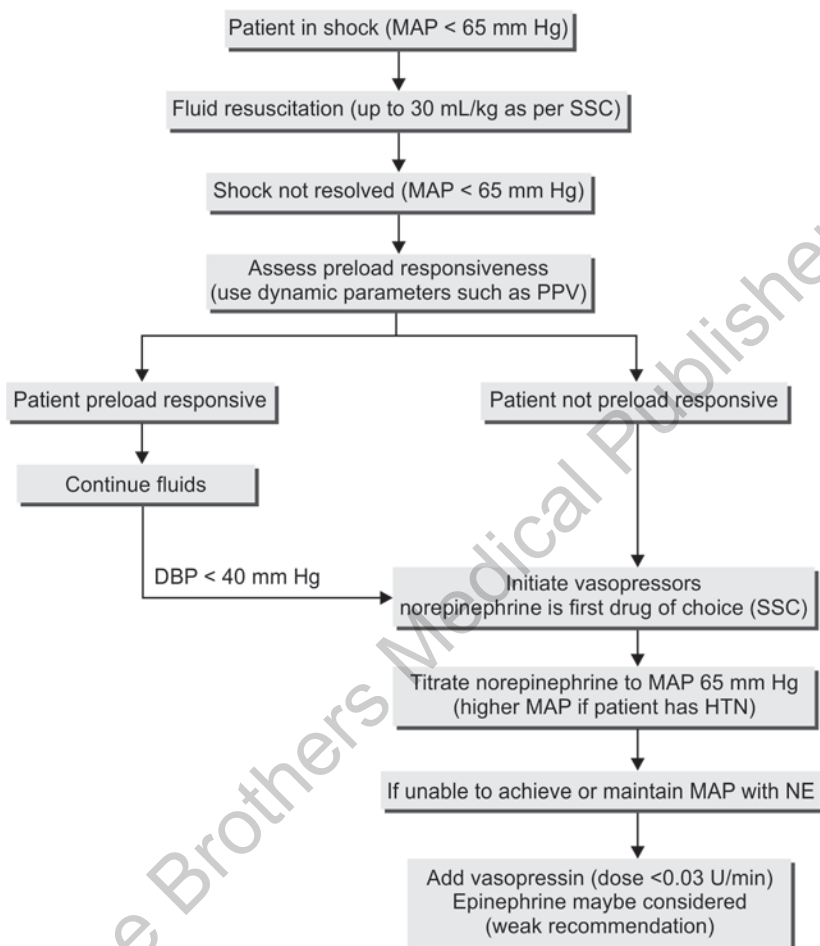 Patient in shock (MAP < 65 mm Hg)
Fluid resuscitation (up to 30 mL/kg as per SSC)
Shock not resolved (MAP < 65 mm Hg)
Assess preload responsiveness
(use dynamic parameters such as PPV)
Patient preload responsive
Patient not preload responsive
Continue fluids
DBP < 40 mm Hg
Initiate vasopressors
norepinephrine is first drug of choice (SSC)
Titrate norepinephrine to MAP 65 mm Hg
(higher MAP if patient has HTN)
If unable to achieve or maintain MAP with NE
Add vasopressin (dose <0.03 U/min)
Epinephrine maybe considered
(weak recommendation)
Brothers Medical Publisher